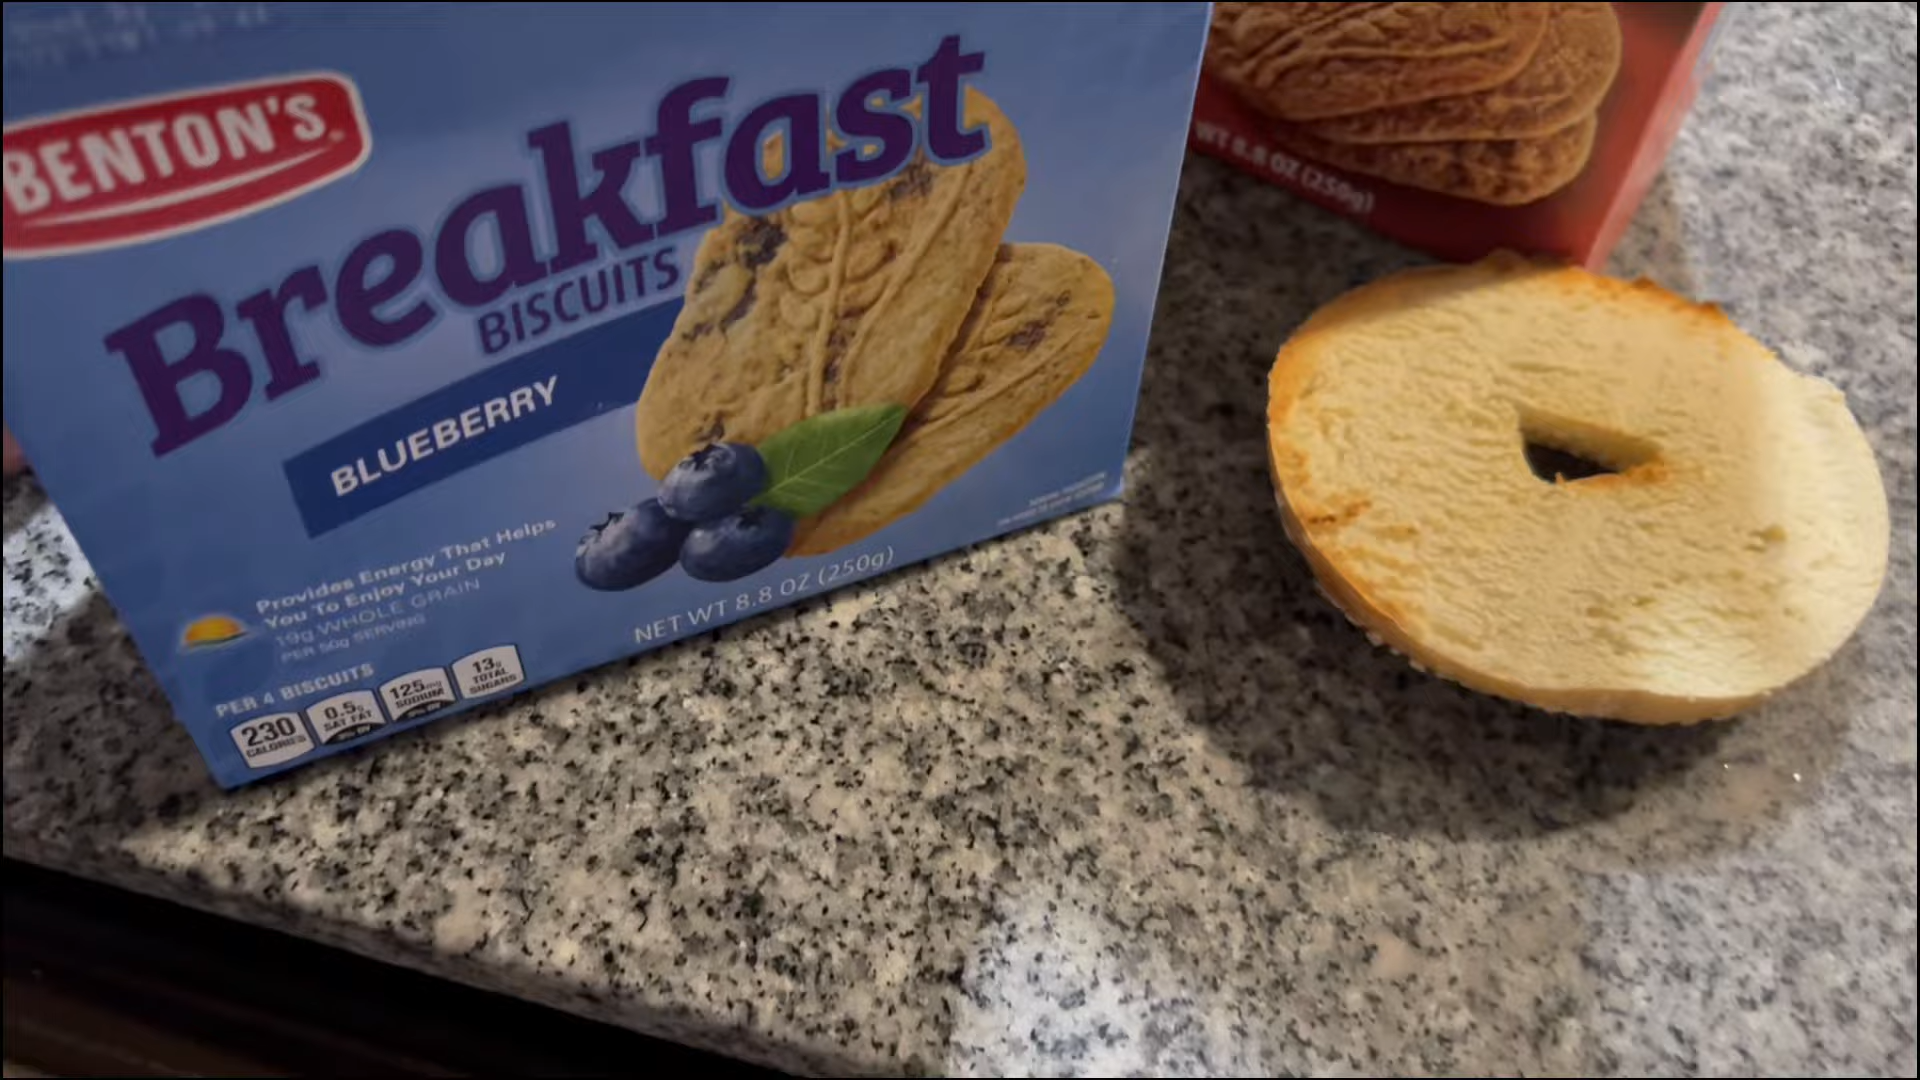 BENTON'S
Breakfast
BISCUITS
BLUEBERRY
Provides Energy That Helps
You To Enjoy Your Day
19g WHOLE GRAIN
PER 50g SERVING
NET WT 8.8 OZ (250g)
PER 4 BISCUITS
230
CALORIES
0.5g
SAT FAT
125mg
SODIUM
13g
TOTAL
SUGARS
WT 8.8 OZ (250g)